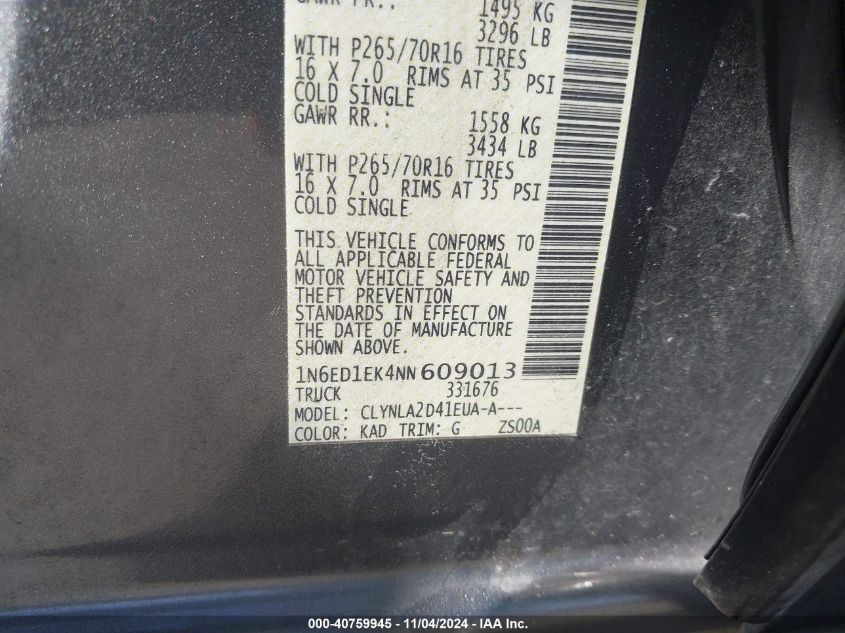 GAWR FR.:
1495 KG
3296 LB
WITH P265/70R16 TIRES
16 X 7.0 RIMS AT 35 PSI
COLD SINGLE
GAWR RR.: 1558 KG
3434 LB
WITH P265/70R16 TIRES
16 X 7.0 RIMS AT 35 PSI
COLD SINGLE
THIS VEHICLE CONFORMS TO
ALL APPLICABLE FEDERAL
MOTOR VEHICLE SAFETY AND
THEFT PREVENTION
STANDARDS IN EFFECT ON
THE DATE OF MANUFACTURE
SHOWN ABOVE.
1N6ED1EK4NN609013
TRUCK 331676
MODEL: CLYNLA2D41EUA-A---
COLOR: KAD TRIM: G ZS00A
000-40759945 - 11/04/2024 - IAA Inc.